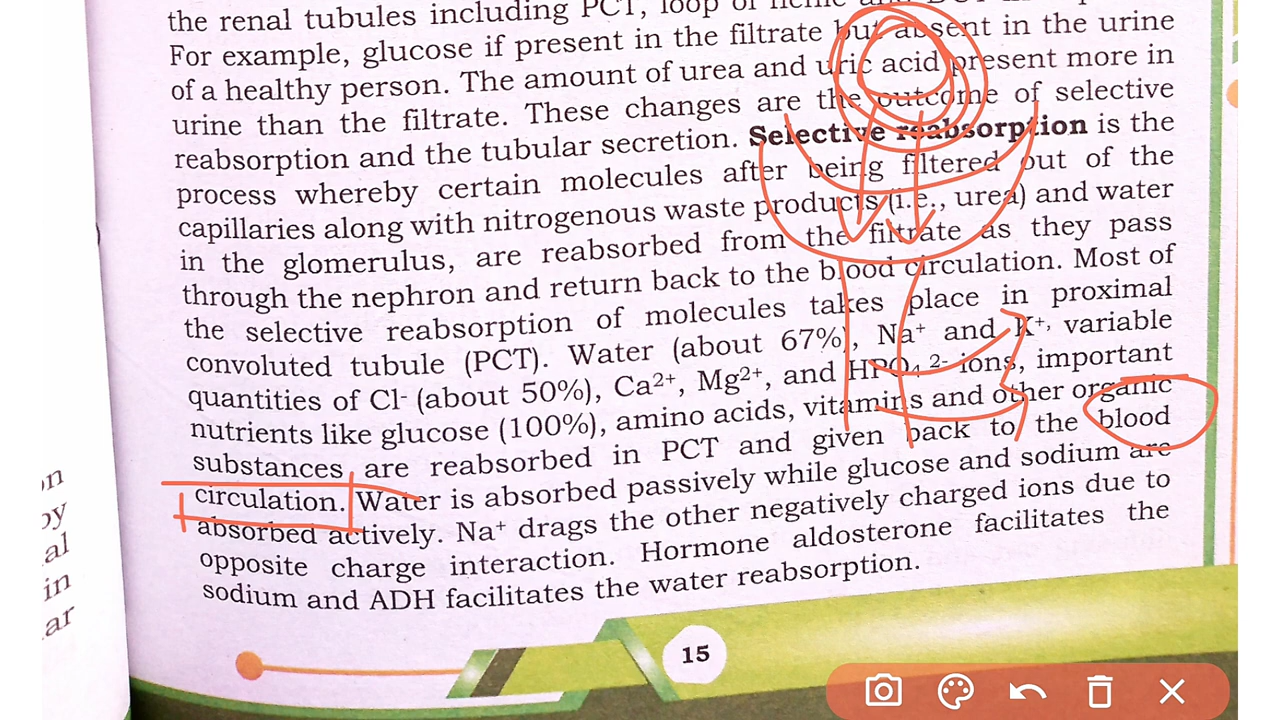 the renal tubules including PCT, loop of
For example, glucose if present in the filtrate but absent in the urine
of a healthy person. The amount of urea and uric acid present more in
urine than the filtrate. These changes are the outcome of selective
reabsorption and the tubular secretion. Selective reabsorption is the
process whereby certain molecules after being filtered out of the
capillaries along with nitrogenous waste products (i.e., urea) and water
in the glomerulus, are reabsorbed from the filtrate as they pass
through the nephron and return back to the blood circulation. Most of
the selective reabsorption of molecules takes place in proximal
convoluted tubule (PCT). Water (about 67%), Na⁺ and K⁺, variable
quantities of Cl⁻ (about 50%), Ca²⁺, Mg²⁺, and HPO₄ ²⁻ ions, important
nutrients like glucose (100%), amino acids, vitamins and other organic
substances are reabsorbed in PCT and given back to the blood
circulation. Water is absorbed passively while glucose and sodium are
absorbed actively. Na⁺ drags the other negatively charged ions due to
opposite charge interaction. Hormone aldosterone facilitates the
sodium and ADH facilitates the water reabsorption.
15
al
in
ar